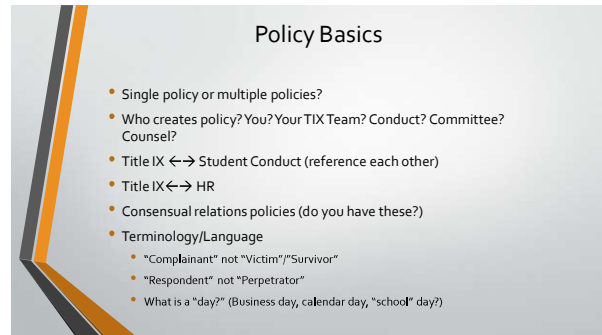 Policy Basics
Single policy or multiple policies?
Who creates policy? You? Your TIX Team? Conduct? Committee?
Counsel?
Title IX ←→ Student Conduct (reference each other)
Title IX←→ HR
Consensual relations policies (do you have these?)
Terminology/Language
"Complainant" not "Victim"/"Survivor"
"Respondent" not "Perpetrator"
What is a "day?" (Business day, calendar day, "school" day?)